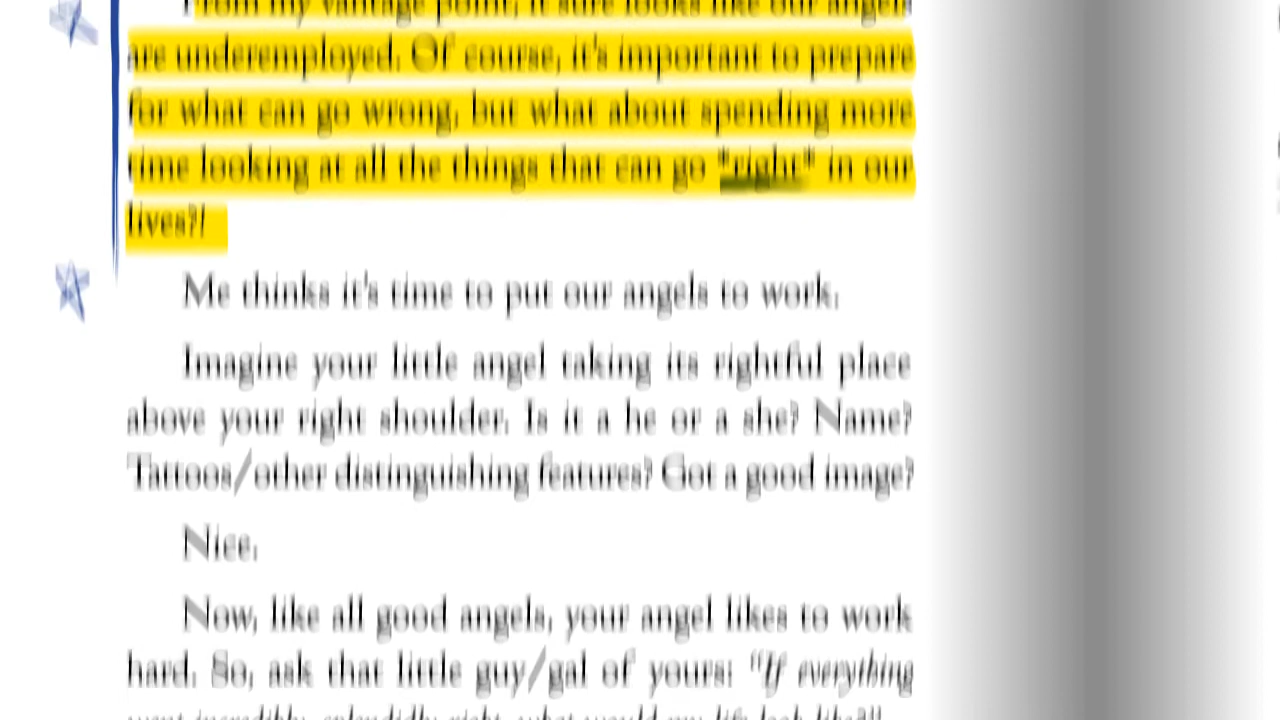 From my vantage point, it sure looks like our angels
are underemployed. Of course, it's important to prepare
for what can go wrong, but what about spending more
time looking at all the things that can go *right* in our
lives?!
Me thinks it's time to put our angels to work.
Imagine your little angel taking its rightful place
above your right shoulder. Is it a he or a she? Name?
Tattoos/other distinguishing features? Got a good image?
Nice.
Now, like all good angels, your angel likes to work
hard. So, ask that little guy/gal of yours: "If everything
went incredibly, splendidly right, what would my life look like?!"